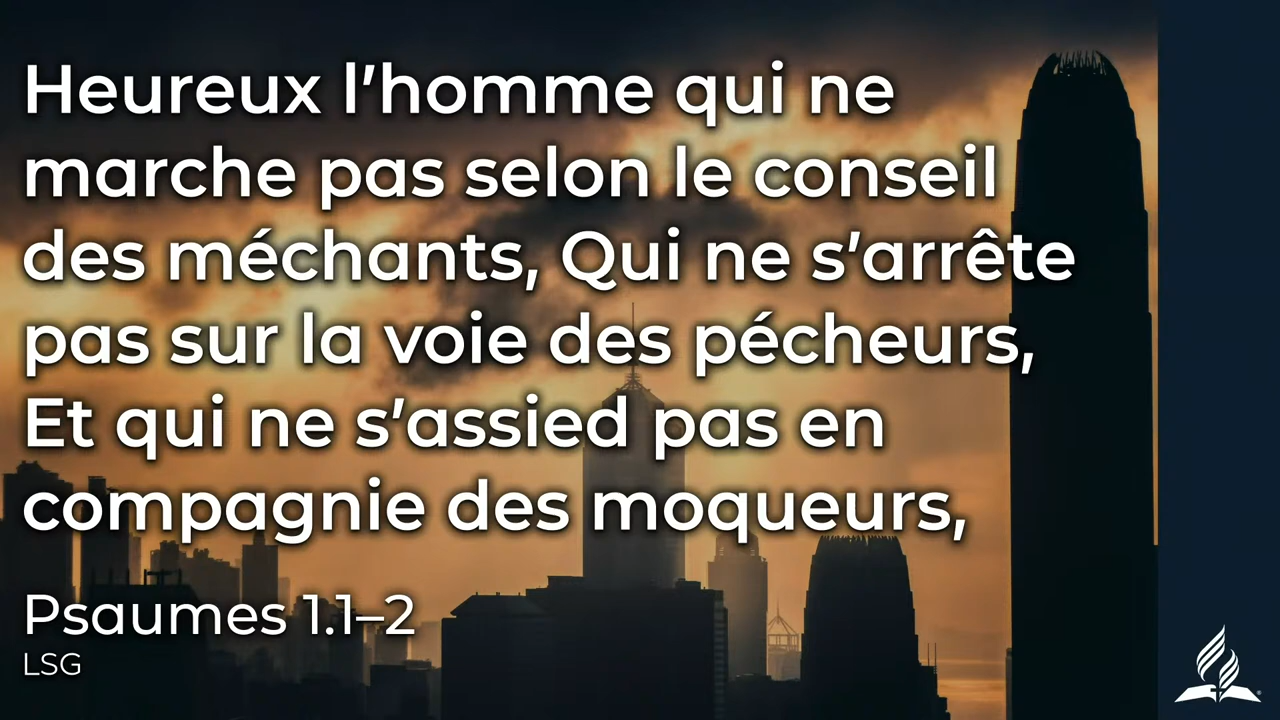 Heureux l’homme qui ne
marche pas selon le conseil
des méchants, Qui ne s’arrête
pas sur la voie des pécheurs,
Et qui ne s’assied pas en
compagnie des moqueurs,
Psaumes 1.1–2
LSG